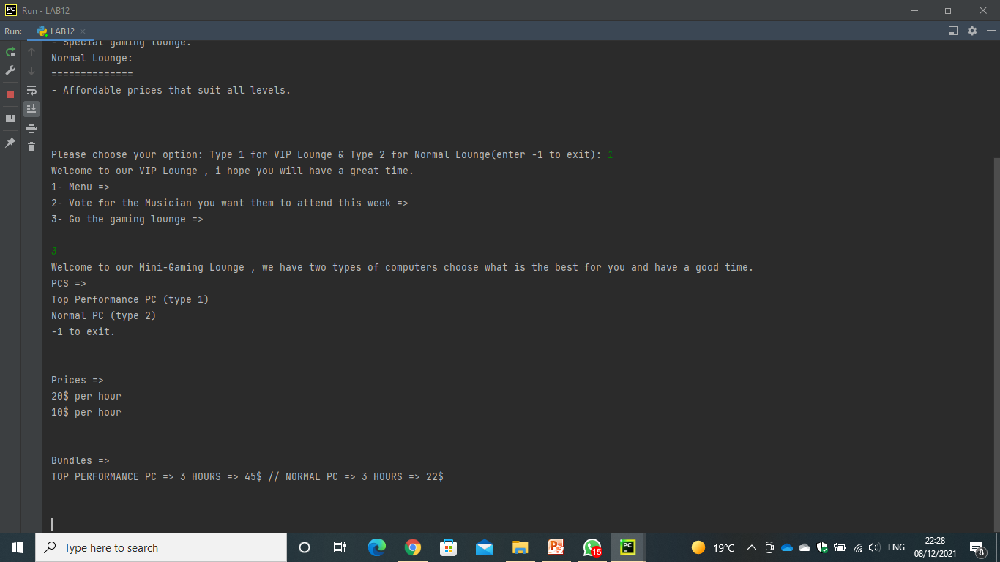 Run - LAB12
Run: LAB12
- Special gaming lounge.
Normal Lounge:
==============
- Affordable prices that suit all levels.
Please choose your option: Type 1 for VIP Lounge & Type 2 for Normal Lounge(enter -1 to exit): 1
Welcome to our VIP Lounge , i hope you will have a great time.
1- Menu =>
2- Vote for the Musician you want them to attend this week =>
3- Go the gaming lounge =>
3
Welcome to our Mini-Gaming Lounge , we have two types of computers choose what is the best for you and have a good time.
PCS =>
Top Performance PC (type 1)
Normal PC (type 2)
-1 to exit.
Prices =>
20$ per hour
10$ per hour
Bundles =>
TOP PERFORMANCE PC => 3 HOURS => 45$ // NORMAL PC => 3 HOURS => 22$
Type here to search
15
19°C
ENG
22:28
08/12/2021
8